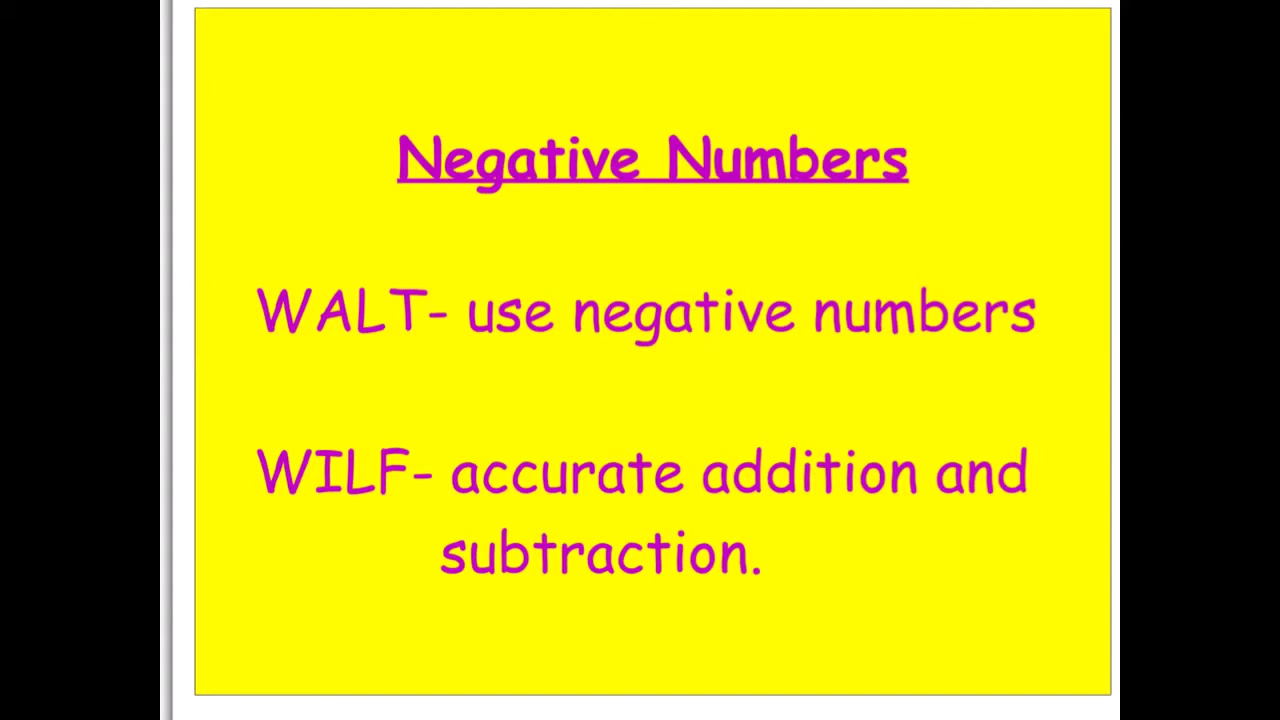 Negative Numbers
WALT- use negative numbers
WILF- accurate addition and
subtraction.